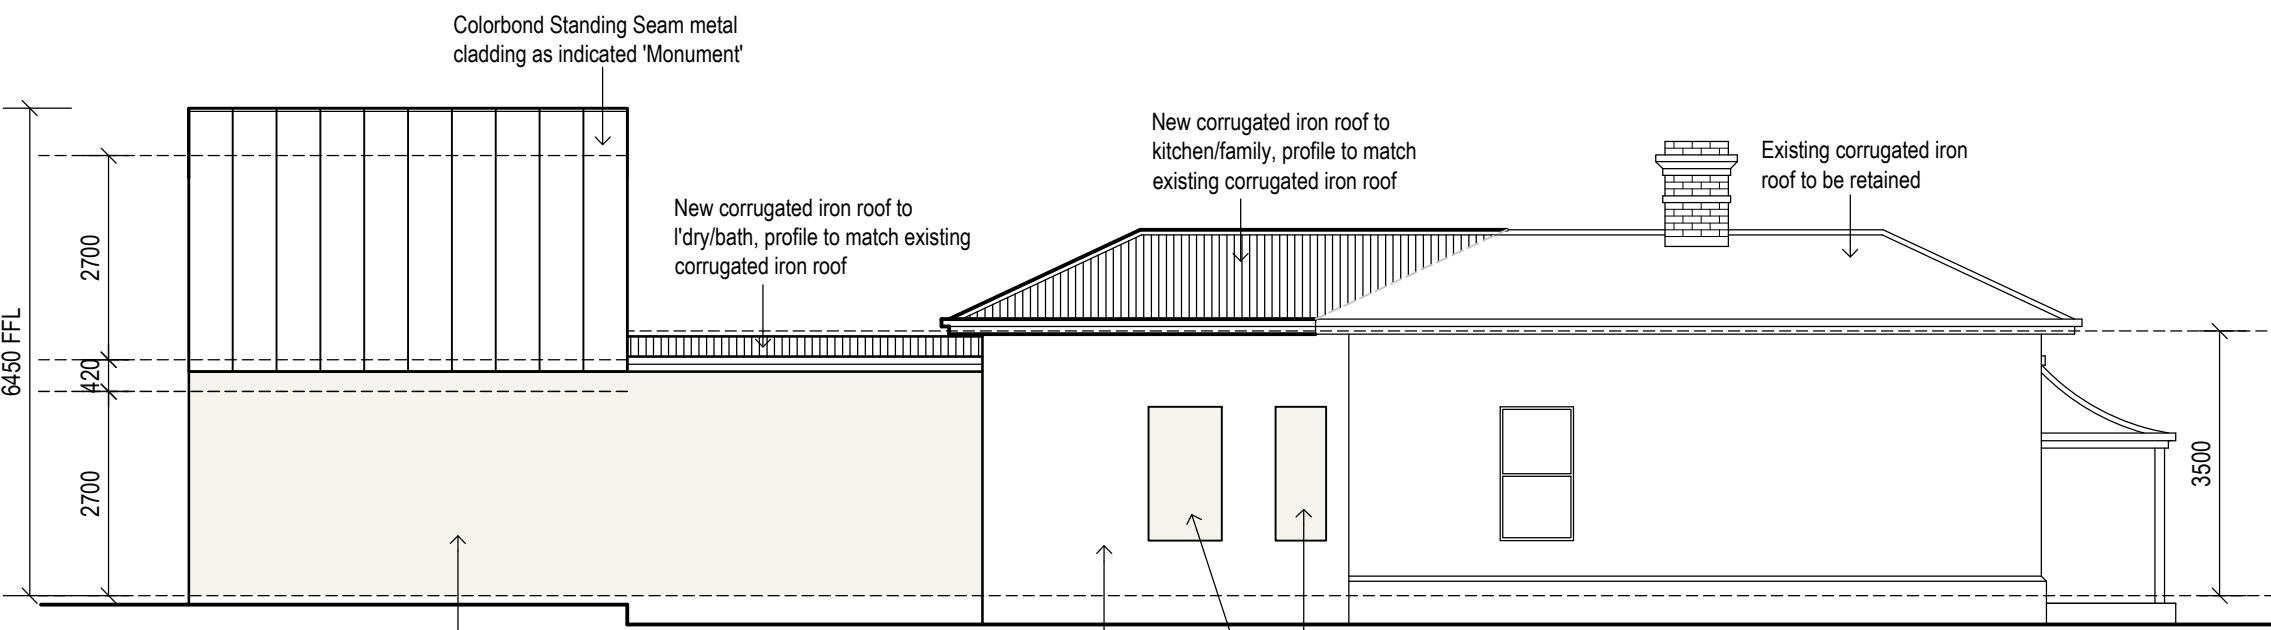 Colorbond Standing Seam metal
cladding as indicated 'Monument'
New corrugated iron roof to
kitchen/family, profile to match
existing corrugated iron roof
Existing corrugated iron
roof to be retained
New corrugated iron roof to
l'dry/bath, profile to match existing
corrugated iron roof
6450 FFL
2700
420
2700
3500